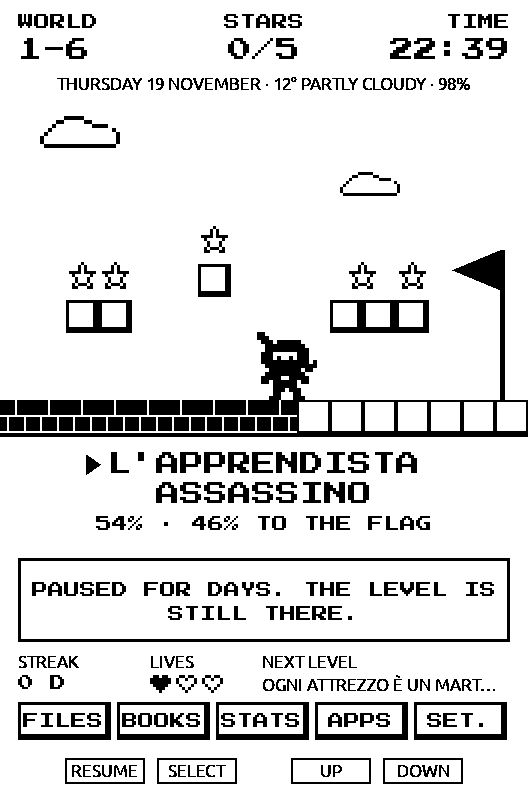 WORLD STARS TIME
1-6 0/5 22:39
THURSDAY 19 NOVEMBER · 12° PARTLY CLOUDY · 98%
L'APPRENDISTA
ASSASSINO
54% · 46% TO THE FLAG
PAUSED FOR DAYS. THE LEVEL IS
STILL THERE.
STREAK LIVES NEXT LEVEL
0 D OGNI ATTREZZO È UN MART...
FILES BOOKS STATS APPS SET.
RESUME SELECT UP DOWN